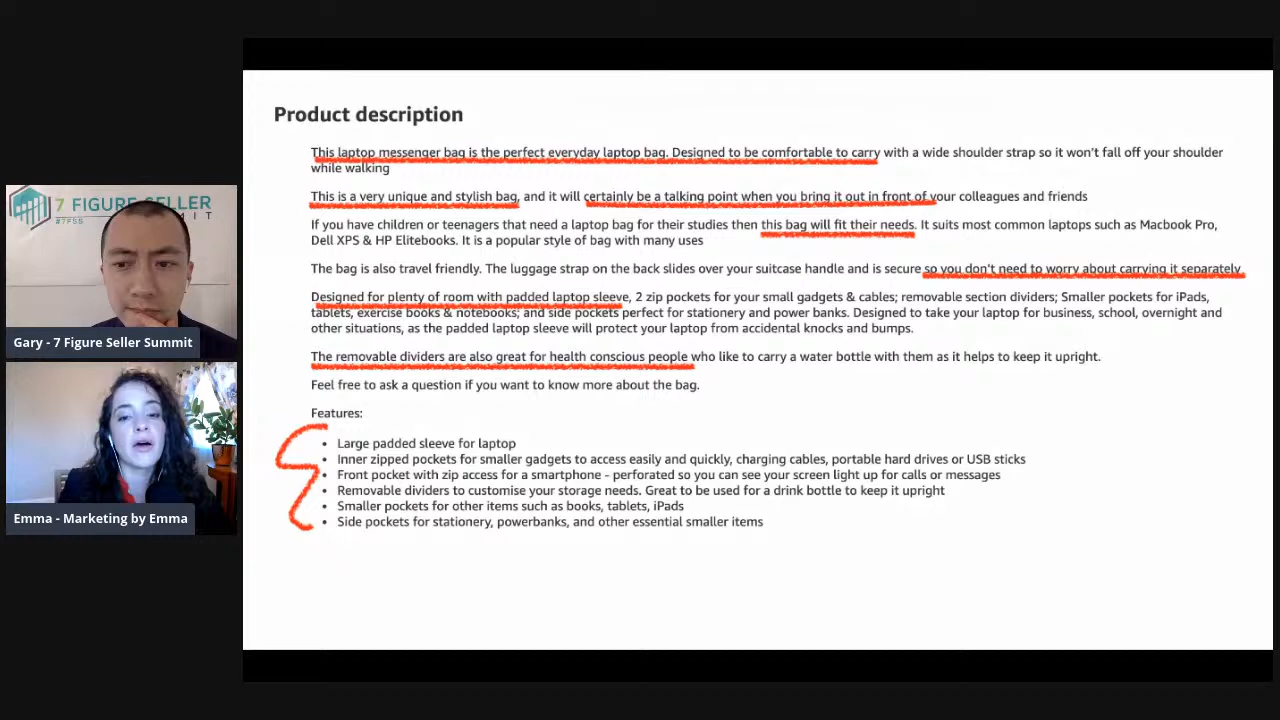 Product description
This laptop messenger bag is the perfect everyday laptop bag. Designed to be comfortable to carry with a wide shoulder strap so it won't fall off your shoulder
while walking
This is a very unique and stylish bag, and it will certainly be a talking point when you bring it out in front of your colleagues and friends
If you have children or teenagers that need a laptop bag for their studies then this bag will fit their needs. It suits most common laptops such as Macbook Pro,
Dell XPS & HP Elitebooks. It is a popular style of bag with many uses
The bag is also travel friendly. The luggage strap on the back slides over your suitcase handle and is secure so you don't need to worry about carrying it separately
Designed for plenty of room with padded laptop sleeve, 2 zip pockets for your small gadgets & cables; removable section dividers; Smaller pockets for iPads,
tablets, exercise books & notebooks; and side pockets perfect for stationery and power banks. Designed to take your laptop for business, school, overnight and
other situations, as the padded laptop sleeve will protect your laptop from accidental knocks and bumps.
The removable dividers are also great for health conscious people who like to carry a water bottle with them as it helps to keep it upright.
Feel free to ask a question if you want to know more about the bag.
Features:
• Large padded sleeve for laptop
• Inner zipped pockets for smaller gadgets to access easily and quickly, charging cables, portable hard drives or USB sticks
• Front pocket with zip access for a smartphone - perforated so you can see your screen light up for calls or messages
• Removable dividers to customise your storage needs. Great to be used for a drink bottle to keep it upright
• Smaller pockets for other items such as books, tablets, iPads
• Side pockets for stationery, powerbanks, and other essential smaller items
7 FIGURE SELLER
#7FSS
Gary - 7 Figure Seller Summit
Emma - Marketing by Emma